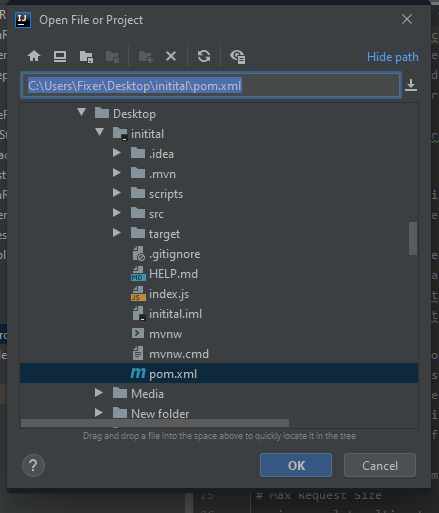 IJ Open File or Project
Hide path
C:\Users\Fixer\Desktop\initital\pom.xml
Desktop
initital
.idea
.mvn
scripts
src
target
.gitignore
HELP.md
index.js
initital.iml
mvnw
mvnw.cmd
pom.xml
Media
New folder
Drag and drop a file into the space above to quickly locate it in the tree
? OK Cancel
25 # Max Request Size